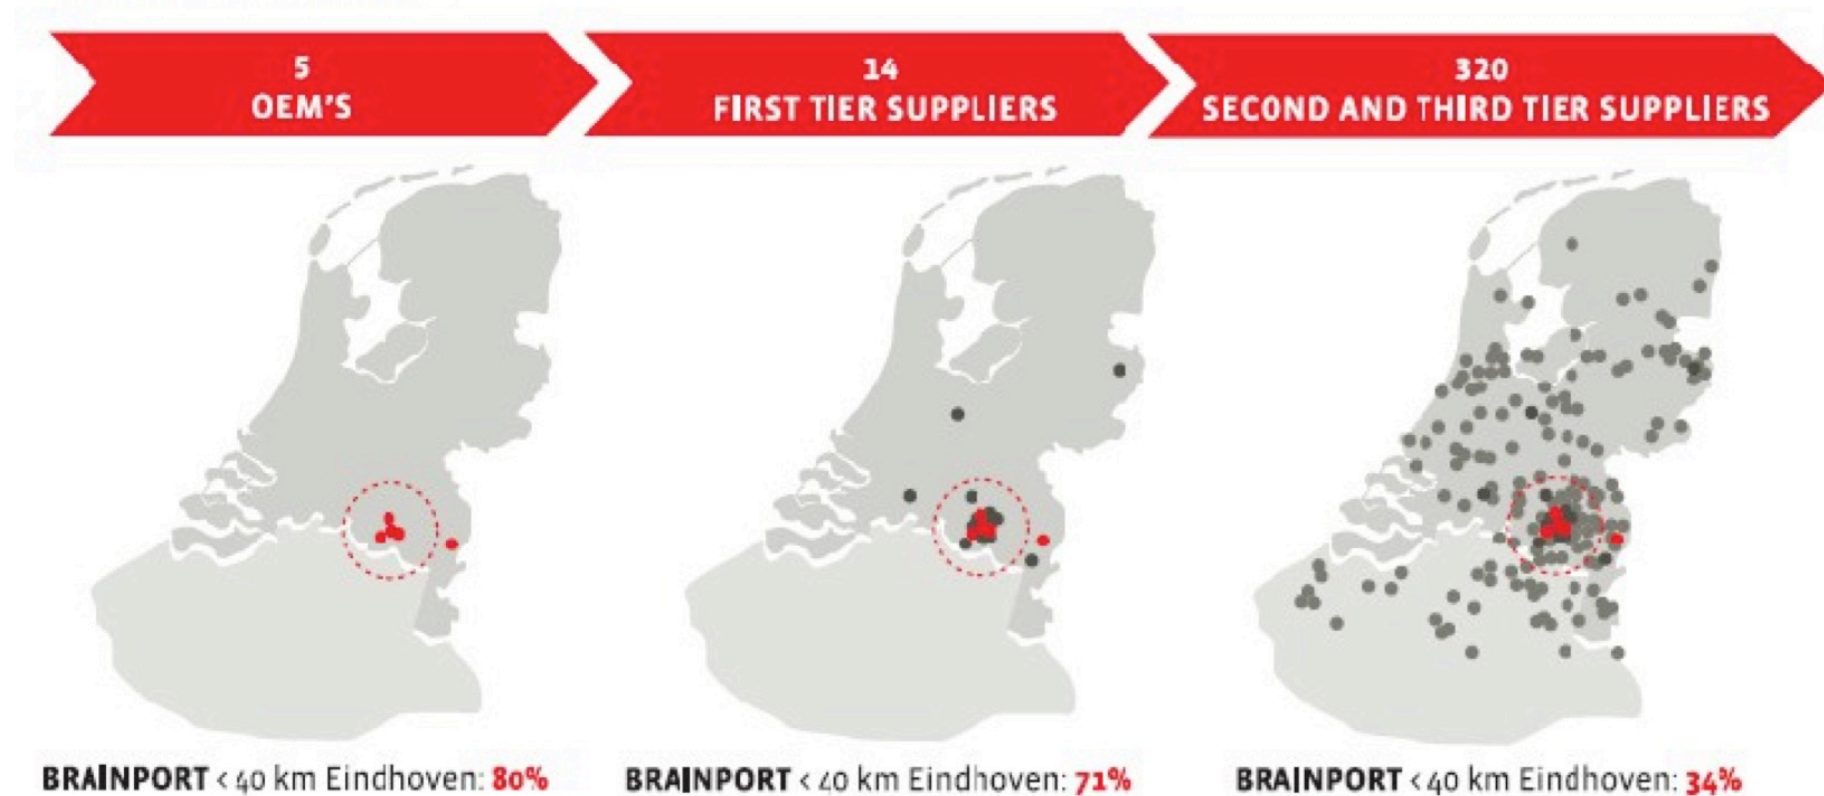 5
OEM'S
14
FIRST TIER SUPPLIERS
320
SECOND AND THIRD TIER SUPPLIERS
BRAINPORT < 40 km Eindhoven: 80%
BRAINPORT < 40 km Eindhoven: 71%
BRAINPORT < 40 km Eindhoven: 34%